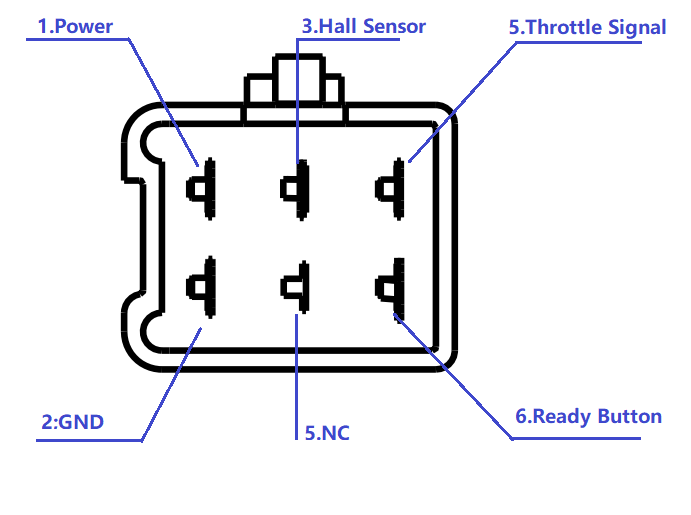 1.Power
3.Hall Sensor
5.Throttle Signal
2:GND
5.NC
6.Ready Button